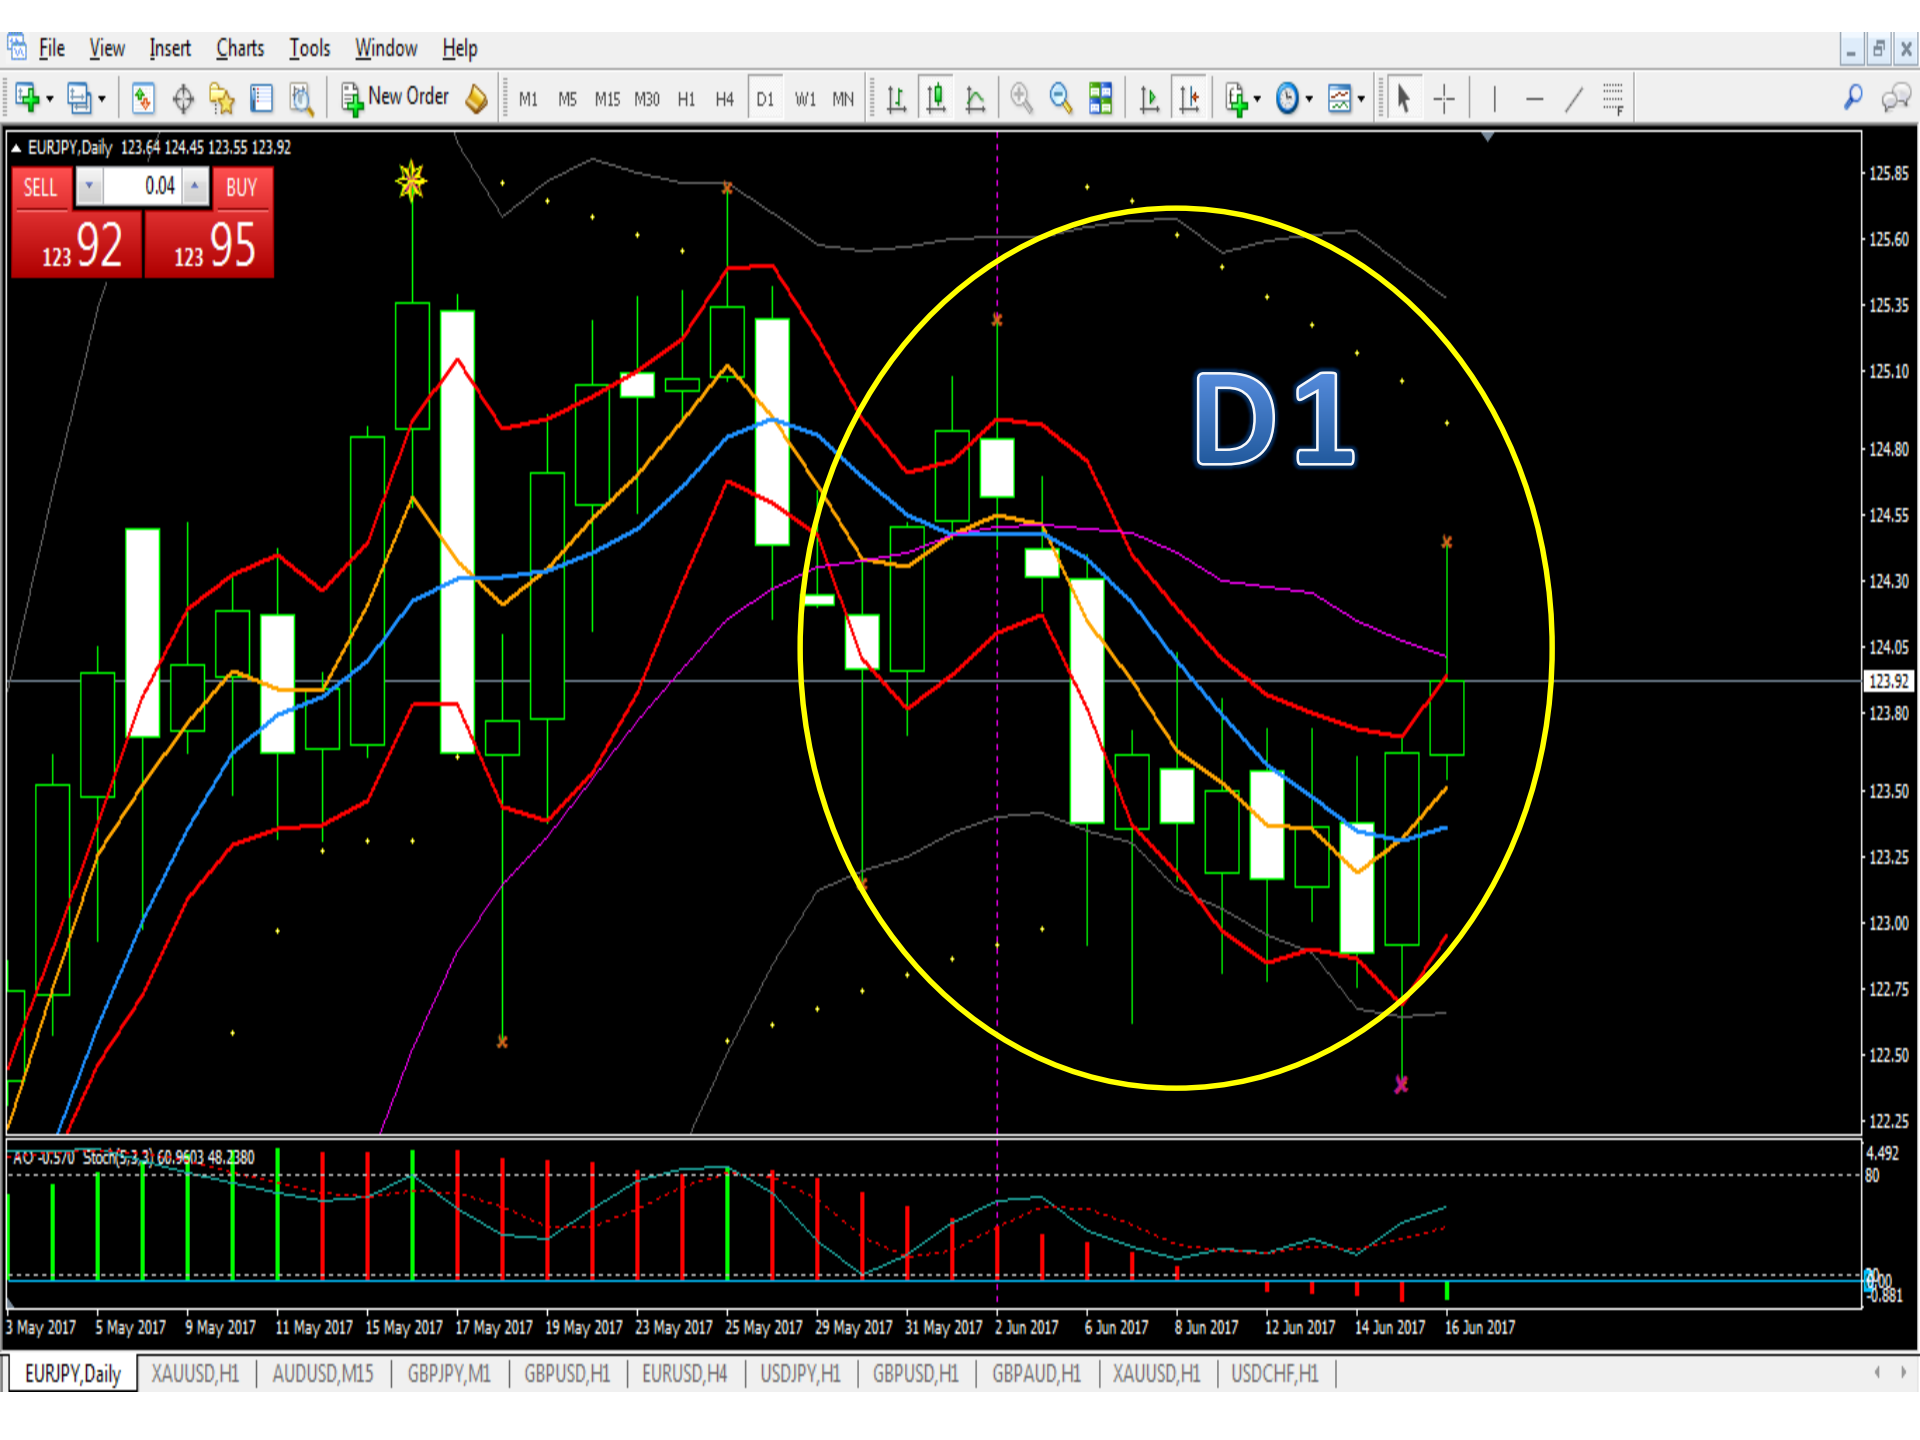 File View Insert Charts Tools Window Help
New Order M1 M5 M15 M30 H1 H4 D1 W1 MN
EURJPY,Daily 123.64 124.45 123.55 123.92
SELL 0.04 BUY
123 92 123 95
D1
125.85
125.60
125.35
125.10
124.80
124.55
124.30
124.05
123.92
123.80
123.50
123.25
123.00
122.75
122.50
122.25
AO -0.570 Stoch(5,3,3) 60.9603 48.2380
4.492
80
0.00
-0.881
3 May 2017 5 May 2017 9 May 2017 11 May 2017 15 May 2017 17 May 2017 19 May 2017 23 May 2017 25 May 2017 29 May 2017 31 May 2017 2 Jun 2017 6 Jun 2017 8 Jun 2017 12 Jun 2017 14 Jun 2017 16 Jun 2017
EURJPY,Daily XAUUSD,H1 AUDUSD,M15 GBPJPY,M1 GBPUSD,H1 EURUSD,H4 USDJPY,H1 GBPUSD,H1 GBPAUD,H1 XAUUSD,H1 USDCHF,H1